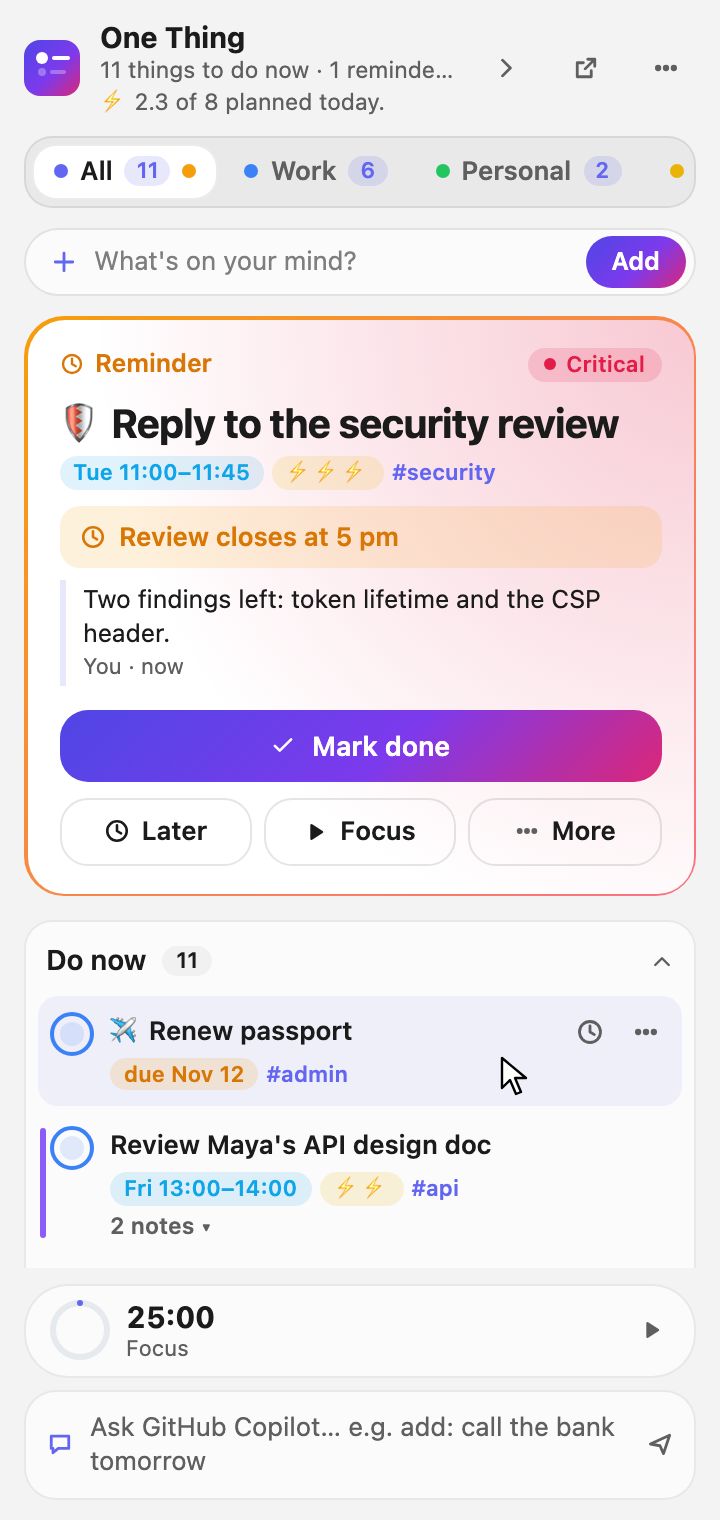 One Thing
11 things to do now · 1 reminde...
⚡ 2.3 of 8 planned today.
All 11
Work 6
Personal 2
What's on your mind?
Add
Reminder
Critical
🛡️ Reply to the security review
Tue 11:00–11:45
⚡⚡⚡
#security
Review closes at 5 pm
Two findings left: token lifetime and the CSP
header.
You · now
Mark done
Later
Focus
More
Do now 11
✈️ Renew passport
due Nov 12 #admin
Review Maya's API design doc
Fri 13:00–14:00 ⚡⚡ #api
2 notes ▾
25:00
Focus
Ask GitHub Copilot... e.g. add: call the bank
tomorrow